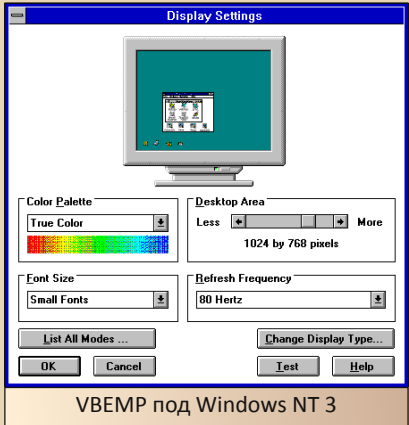 Display Settings
Color Palette
Desktop Area
True Color
Less
More
1024 by 768 pixels
Font Size
Refresh Frequency
Small Fonts
80 Hertz
List All Modes ...
Change Display Type...
OK
Cancel
Test
Help
VBEMP под Windows NT 3